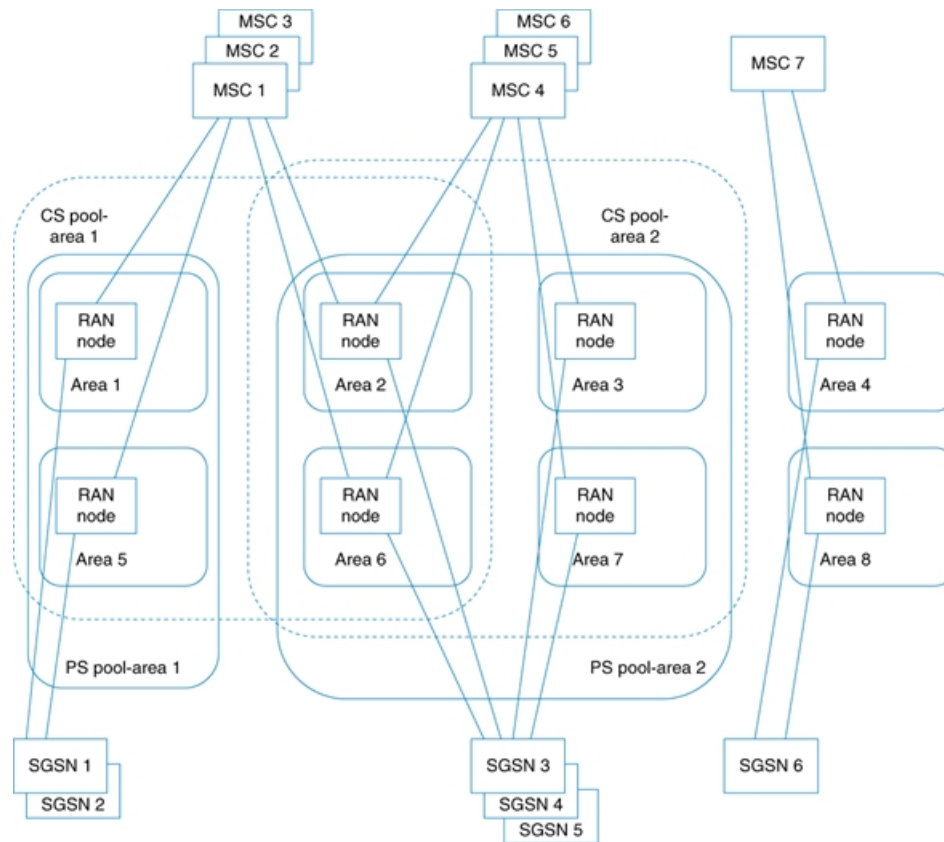 MSC 3
MSC 2
MSC 1
MSC 6
MSC 5
MSC 4
MSC 7
CS pool-
area 1
CS pool-
area 2
RAN
node
Area 1
RAN
node
Area 2
RAN
node
Area 3
RAN
node
Area 4
RAN
node
Area 5
RAN
node
Area 6
RAN
node
Area 7
RAN
node
Area 8
PS pool-area 1
PS pool-area 2
SGSN 1
SGSN 2
SGSN 3
SGSN 4
SGSN 5
SGSN 6